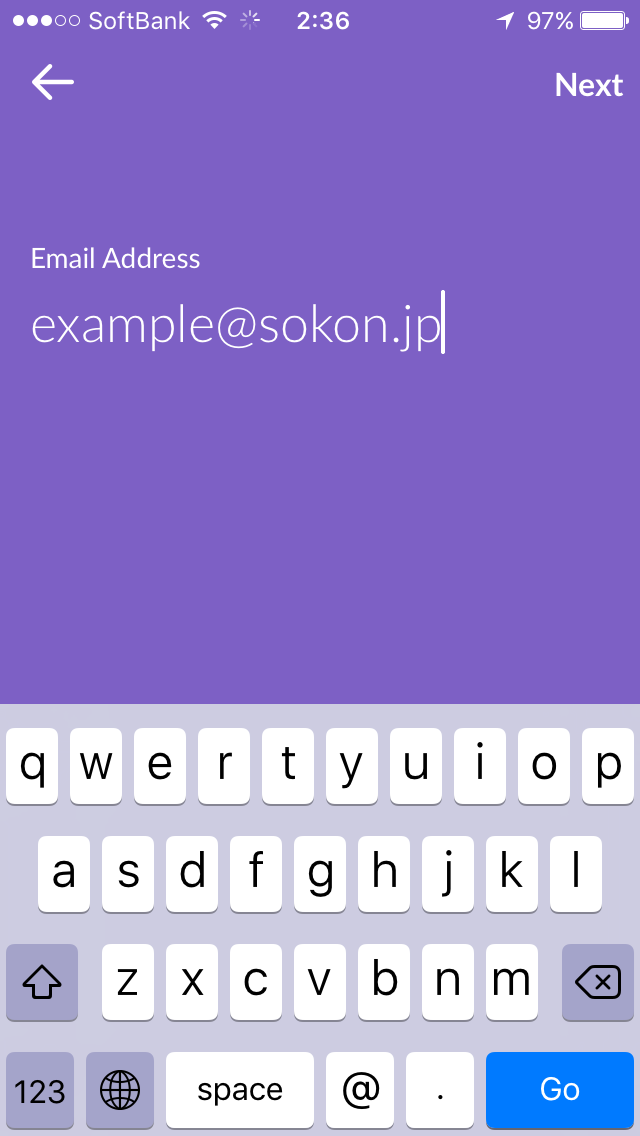 SoftBank 2:36 97%
Next
Email Address
example@sokon.jp
q w e r t y u i o p
a s d f g h j k l
z x c v b n m
123 space @ . Go